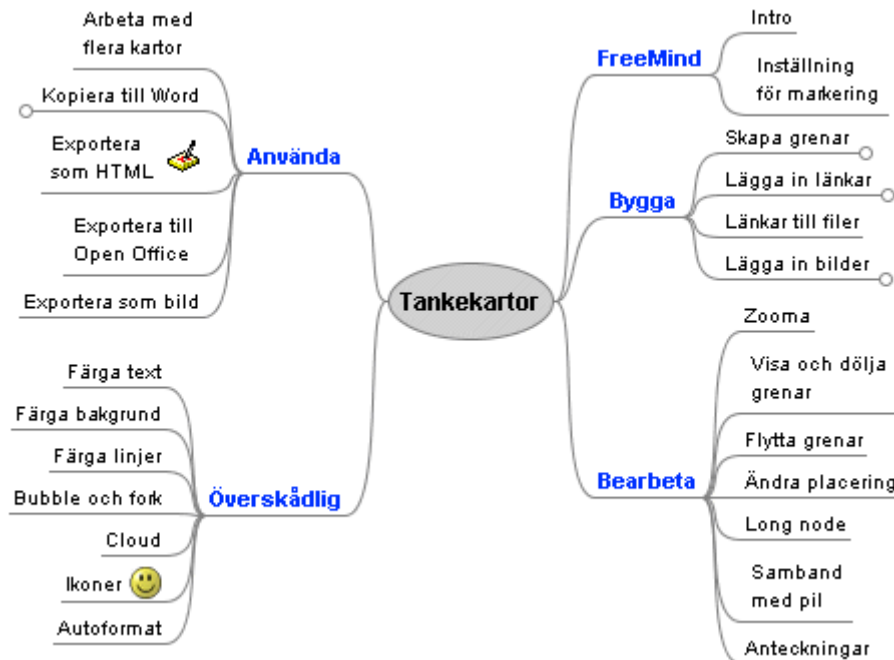 Tankekartor
Använda
Arbeta med
flera kartor
Kopiera till Word
Exportera
som HTML
Exportera till
Open Office
Exportera som bild
Överskådlig
Färga text
Färga bakgrund
Färga linjer
Bubble och fork
Cloud
Ikoner
Autoformat
FreeMind
Intro
Inställning
för markering
Bygga
Skapa grenar
Lägga in länkar
Länkar till filer
Lägga in bilder
Bearbeta
Zooma
Visa och dölja
grenar
Flytta grenar
Ändra placering
Long node
Samband
med pil
Anteckningar